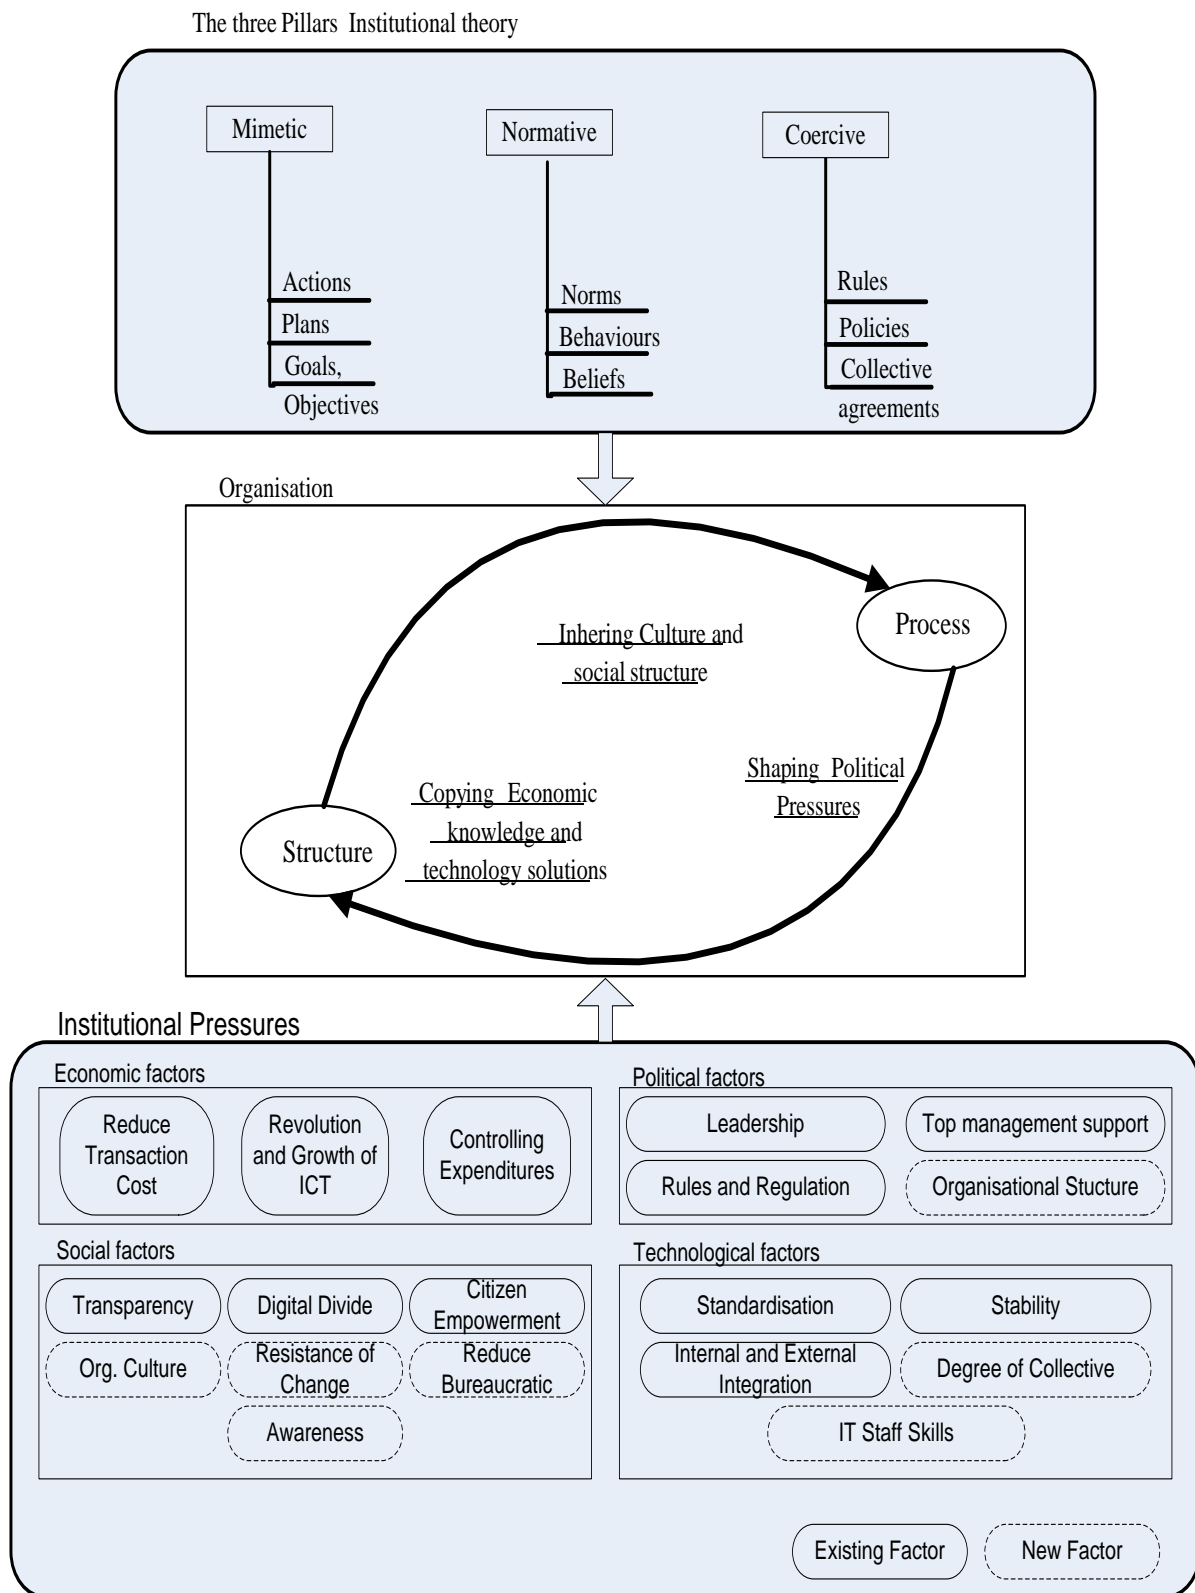 The three Pillars Institutional theory
Mimetic
Normative
Coercive
Actions
Plans
Goals,
Objectives
Norms
Behaviours
Beliefs
Rules
Policies
Collective
agreements
Organisation
Process
Inhering Culture and
social structure
Shaping Political
Pressures
Copying Economic
knowledge and
technology solutions
Structure
Institutional Pressures
Economic factors
Reduce
Transaction
Cost
Revolution
and Growth of
ICT
Controlling
Expenditures
Political factors
Leadership
Top management support
Rules and Regulation
Organisational Stucture
Social factors
Transparency
Digital Divide
Citizen
Empowerment
Org. Culture
Resistance of
Change
Reduce
Bureaucratic
Awareness
Technological factors
Standardisation
Stability
Internal and External
Integration
Degree of Collective
IT Staff Skills
Existing Factor
New Factor